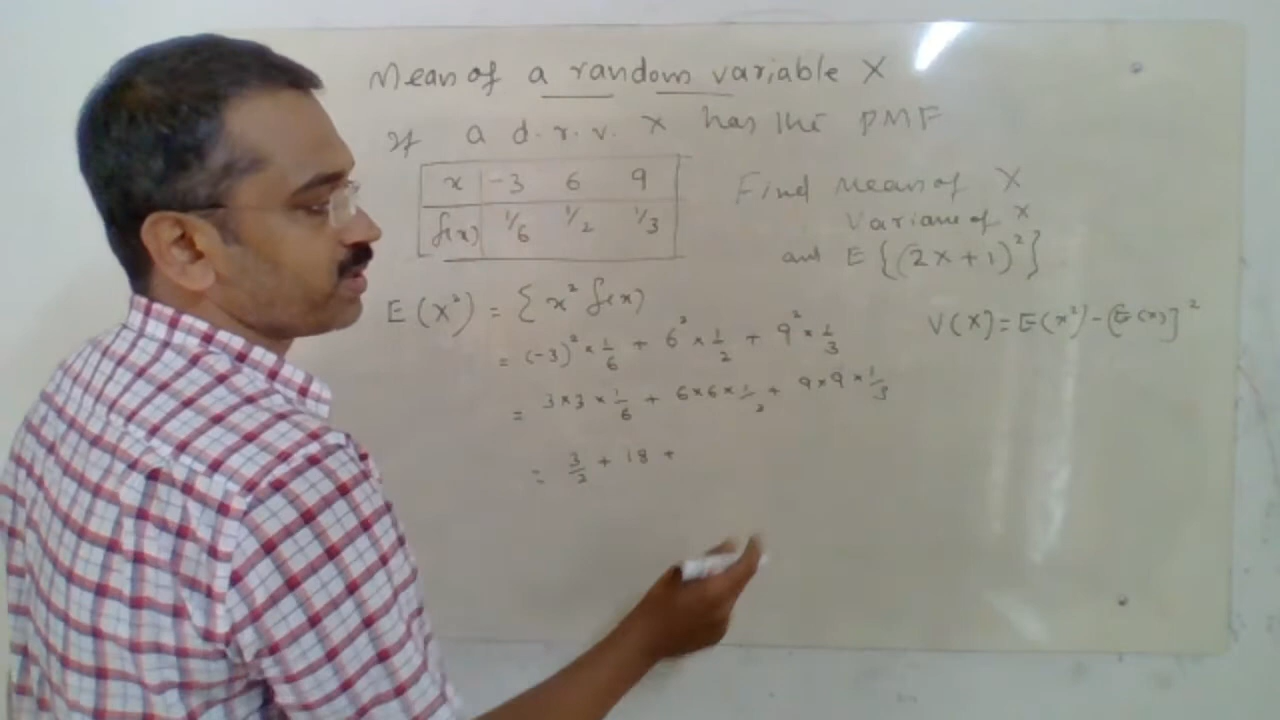 Mean of a random variable X
If a d.r.v. X has the PMF
x -3 6 9
f(x) 1/6 1/2 1/3
Find Mean of X
Variane of X
and E {(2X+1)²}
E(X²) = Σ x² f(x)
= (-3)² × 1/6 + 6² × 1/2 + 9² × 1/3
= 3×3×1/6 + 6×6×1/2 + 9×9×1/3
= 3/2 + 18 +
V(X) = E(x²) - (E(x)]²